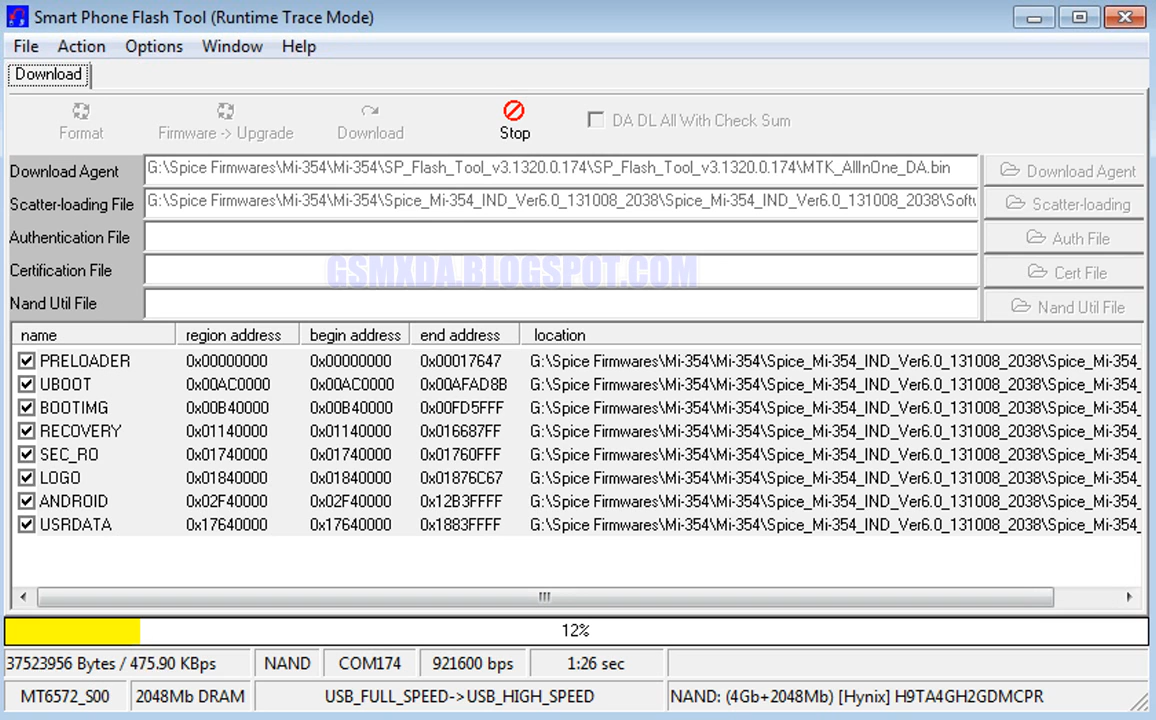 Smart Phone Flash Tool (Runtime Trace Mode)
File Action Options Window Help
Download
Format Firmware -> Upgrade Download Stop DA DL All With Check Sum
Download Agent G:\Spice Firmwares\Mi-354\Mi-354\SP_Flash_Tool_v3.1320.0.174\SP_Flash_Tool_v3.1320.0.174\MTK_AllInOne_DA.bin Download Agent
Scatter-loading File G:\Spice Firmwares\Mi-354\Mi-354\Spice_Mi-354_IND_Ver6.0_131008_2038\Spice_Mi-354_IND_Ver6.0_131008_2038\Softw Scatter-loading
Authentication File Auth File
Certification File GSMXDA.BLOGSPOT.COM Cert File
Nand Util File Nand Util File
name region address begin address end address location
PRELOADER 0x00000000 0x00000000 0x00017647 G:\Spice Firmwares\Mi-354\Mi-354\Spice_Mi-354_IND_Ver6.0_131008_2038\Spice_Mi-354_
UBOOT 0x00AC0000 0x00AC0000 0x00AFAD8B G:\Spice Firmwares\Mi-354\Mi-354\Spice_Mi-354_IND_Ver6.0_131008_2038\Spice_Mi-354_
BOOTIMG 0x00B40000 0x00B40000 0x00FD5FFF G:\Spice Firmwares\Mi-354\Mi-354\Spice_Mi-354_IND_Ver6.0_131008_2038\Spice_Mi-354_
RECOVERY 0x01140000 0x01140000 0x016687FF G:\Spice Firmwares\Mi-354\Mi-354\Spice_Mi-354_IND_Ver6.0_131008_2038\Spice_Mi-354_
SEC_RO 0x01740000 0x01740000 0x01760FFF G:\Spice Firmwares\Mi-354\Mi-354\Spice_Mi-354_IND_Ver6.0_131008_2038\Spice_Mi-354_
LOGO 0x01840000 0x01840000 0x01876C67 G:\Spice Firmwares\Mi-354\Mi-354\Spice_Mi-354_IND_Ver6.0_131008_2038\Spice_Mi-354_
ANDROID 0x02F40000 0x02F40000 0x12B3FFFF G:\Spice Firmwares\Mi-354\Mi-354\Spice_Mi-354_IND_Ver6.0_131008_2038\Spice_Mi-354_
USRDATA 0x17640000 0x17640000 0x1883FFFF G:\Spice Firmwares\Mi-354\Mi-354\Spice_Mi-354_IND_Ver6.0_131008_2038\Spice_Mi-354_
12%
37523956 Bytes / 475.90 KBps NAND COM174 921600 bps 1:26 sec
MT6572_S00 2048Mb DRAM USB_FULL_SPEED->USB_HIGH_SPEED NAND: (4Gb+2048Mb) [Hynix] H9TA4GH2GDMCPR